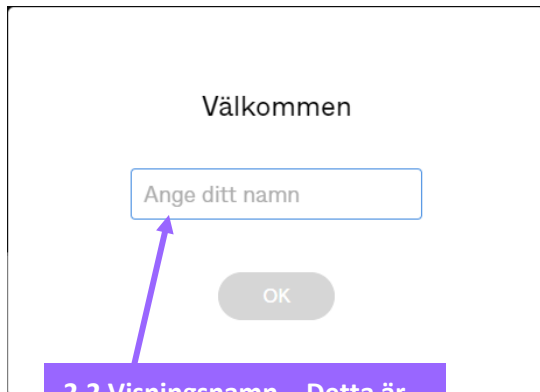 Välkommen
Ange ditt namn
OK
2.2 Visningsnamn – Detta är